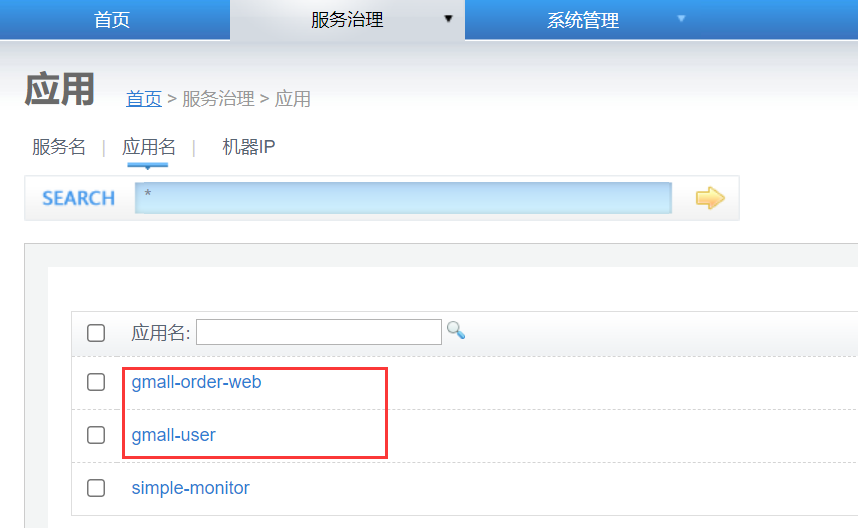 首页 服务治理 ▼ 系统管理 ▼
应用 首页 > 服务治理 > 应用
服务名 | 应用名 | 机器IP
SEARCH *
应用名:
gmall-order-web
gmall-user
simple-monitor